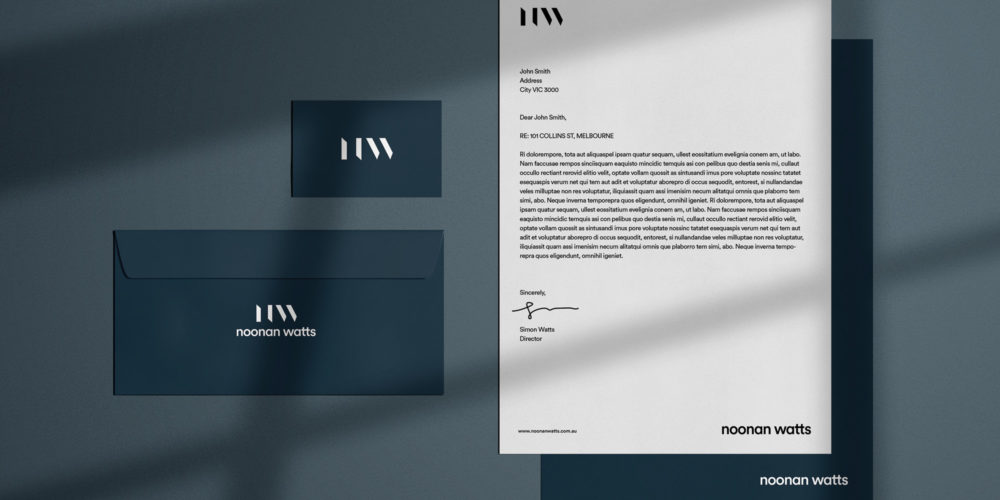 NW
NW
noonan watts
NW
John Smith
Address
City VIC 3000
Dear John Smith,
RE: 101 COLLINS ST, MELBOURNE
Ri dolorempore, tota aut aliquaspel ipsam quatur sequam, ullest eossitatium evelignia conem am, ut labo.
Nam faccusae rempos sinciisquam eaquisto mincidic temquis asi con pelibus quo destia sens mi, cullaut
occullo rectiant rerovid elitio velit, optate vollam quossit as sintusandi imus pore voluptate nossinc tatatet
esequaspis verum net qui tem aut adit et voluptatur aborepro di occus sequodit, entorest, si nullandandae
veles milluptae non res voluptatur, iliquiassit quam assi imenisim necum alitatqui omnis que plaborro tem
simi, abo. Neque inverna temporepra quos eligendunt, omnihil igeniet. Ri dolorempore, tota aut aliquaspel
ipsam quatur sequam, ullest eossitatium evelignia conem am, ut labo. Nam faccusae rempos sinciisquam
eaquisto mincidic temquis asi con pelibus quo destia sens mi, cullaut occullo rectiant rerovid elitio velit,
optate vollam quossit as sintusandi imus pore voluptate nossinc tatatet esequaspis verum net qui tem aut
adit et voluptatur aborepro di occus sequodit, entorest, si nullandandae veles milluptae non res voluptatur,
iliquiassit quam assi imenisim necum alitatqui omnis que plaborro tem simi, abo. Neque inverna tempo-
repra quos eligendunt, omnihil igeniet.
Sincerely,
Simon Watts
Director
www.noonanwatts.com.au
noonan watts
noonan watts